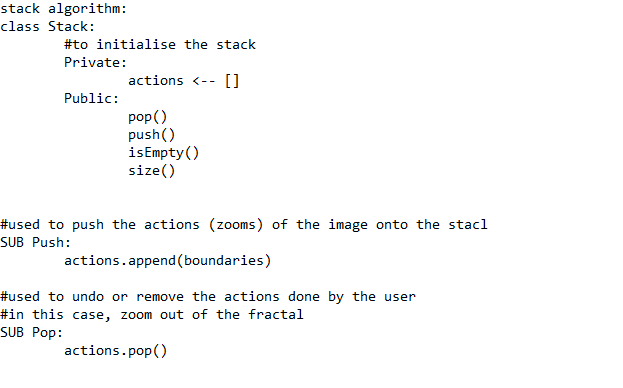 stack algorithm:
class Stack:
#to initialise the stack
Private:
actions <-- []
Public:
pop()
push()
isEmpty()
size()
#used to push the actions (zooms) of the image onto the stacl
SUB Push:
actions.append(boundaries)
#used to undo or remove the actions done by the user
#in this case, zoom out of the fractal
SUB Pop:
actions.pop()